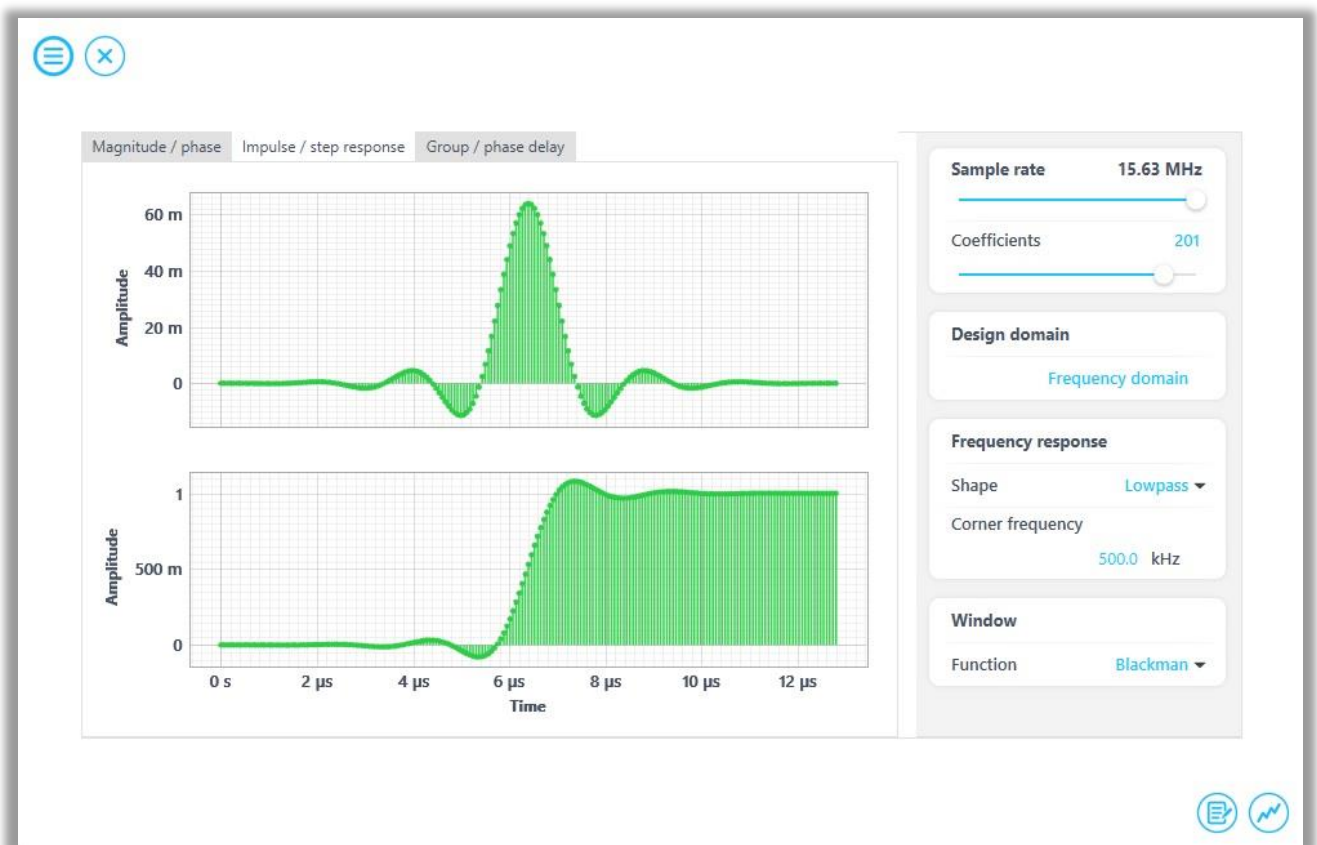 Magnitude / phase Impulse / step response Group / phase delay
60 m
40 m
20 m
0
Amplitude
1
500 m
0
Amplitude
0 s 2 µs 4 µs 6 µs 8 µs 10 µs 12 µs
Time
Sample rate 15.63 MHz
Coefficients 201
Design domain
Frequency domain
Frequency response
Shape Lowpass
Corner frequency
500.0 kHz
Window
Function Blackman